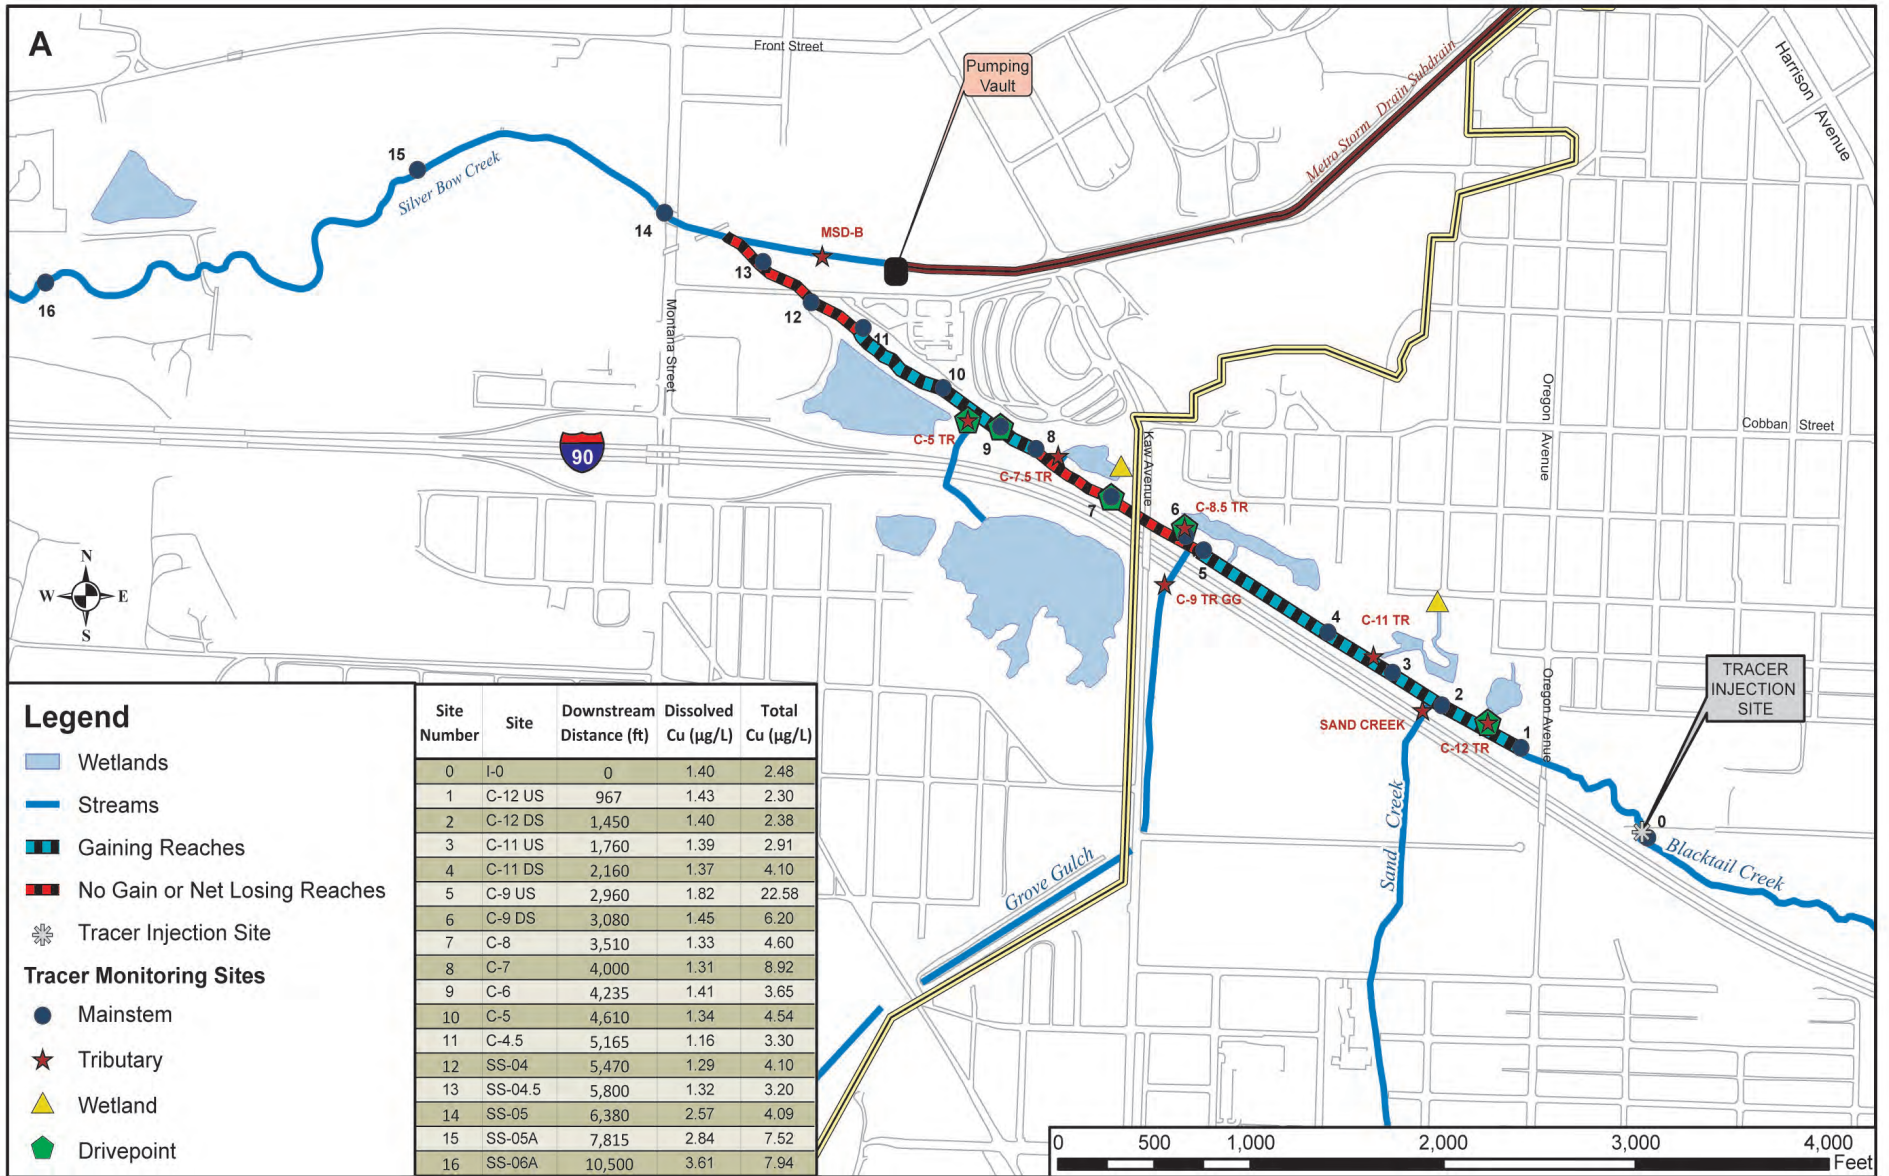 A
Front Street
Pumping
Vault
Metro Storm Drain Subdrain
Harrison Avenue
15
Silver Bow Creek
14
MSD-B
13
16
12
Montana Street
11
10
Oregon Avenue
Cobban Street
90
C-5 TR
9
8
C-7.5 TR
Kaw Avenue
7
6
C-8.5 TR
5
C-9 TR GG
N
W
E
S
4
C-11 TR
3
2
SAND CREEK
C-12 TR
1
Oregon Avenue
TRACER
INJECTION
SITE
0
Blacktail Creek
Sand Creek
Grove Gulch
Legend
Wetlands
Streams
Gaining Reaches
No Gain or Net Losing Reaches
Tracer Injection Site
Tracer Monitoring Sites
Mainstem
Tributary
Wetland
Drivepoint
Site Number Site Downstream Distance (ft) Dissolved Cu (µg/L) Total Cu (µg/L)
0 I-0 0 1.40 2.48
1 C-12 US 967 1.43 2.30
2 C-12 DS 1,450 1.40 2.38
3 C-11 US 1,760 1.39 2.91
4 C-11 DS 2,160 1.37 4.10
5 C-9 US 2,960 1.82 22.58
6 C-9 DS 3,080 1.45 6.20
7 C-8 3,510 1.33 4.60
8 C-7 4,000 1.31 8.92
9 C-6 4,235 1.41 3.65
10 C-5 4,610 1.34 4.54
11 C-4.5 5,165 1.16 3.30
12 SS-04 5,470 1.29 4.10
13 SS-04.5 5,800 1.32 3.20
14 SS-05 6,380 2.57 4.09
15 SS-05A 7,815 2.84 7.52
16 SS-06A 10,500 3.61 7.94
0 500 1,000 2,000 3,000 4,000
Feet